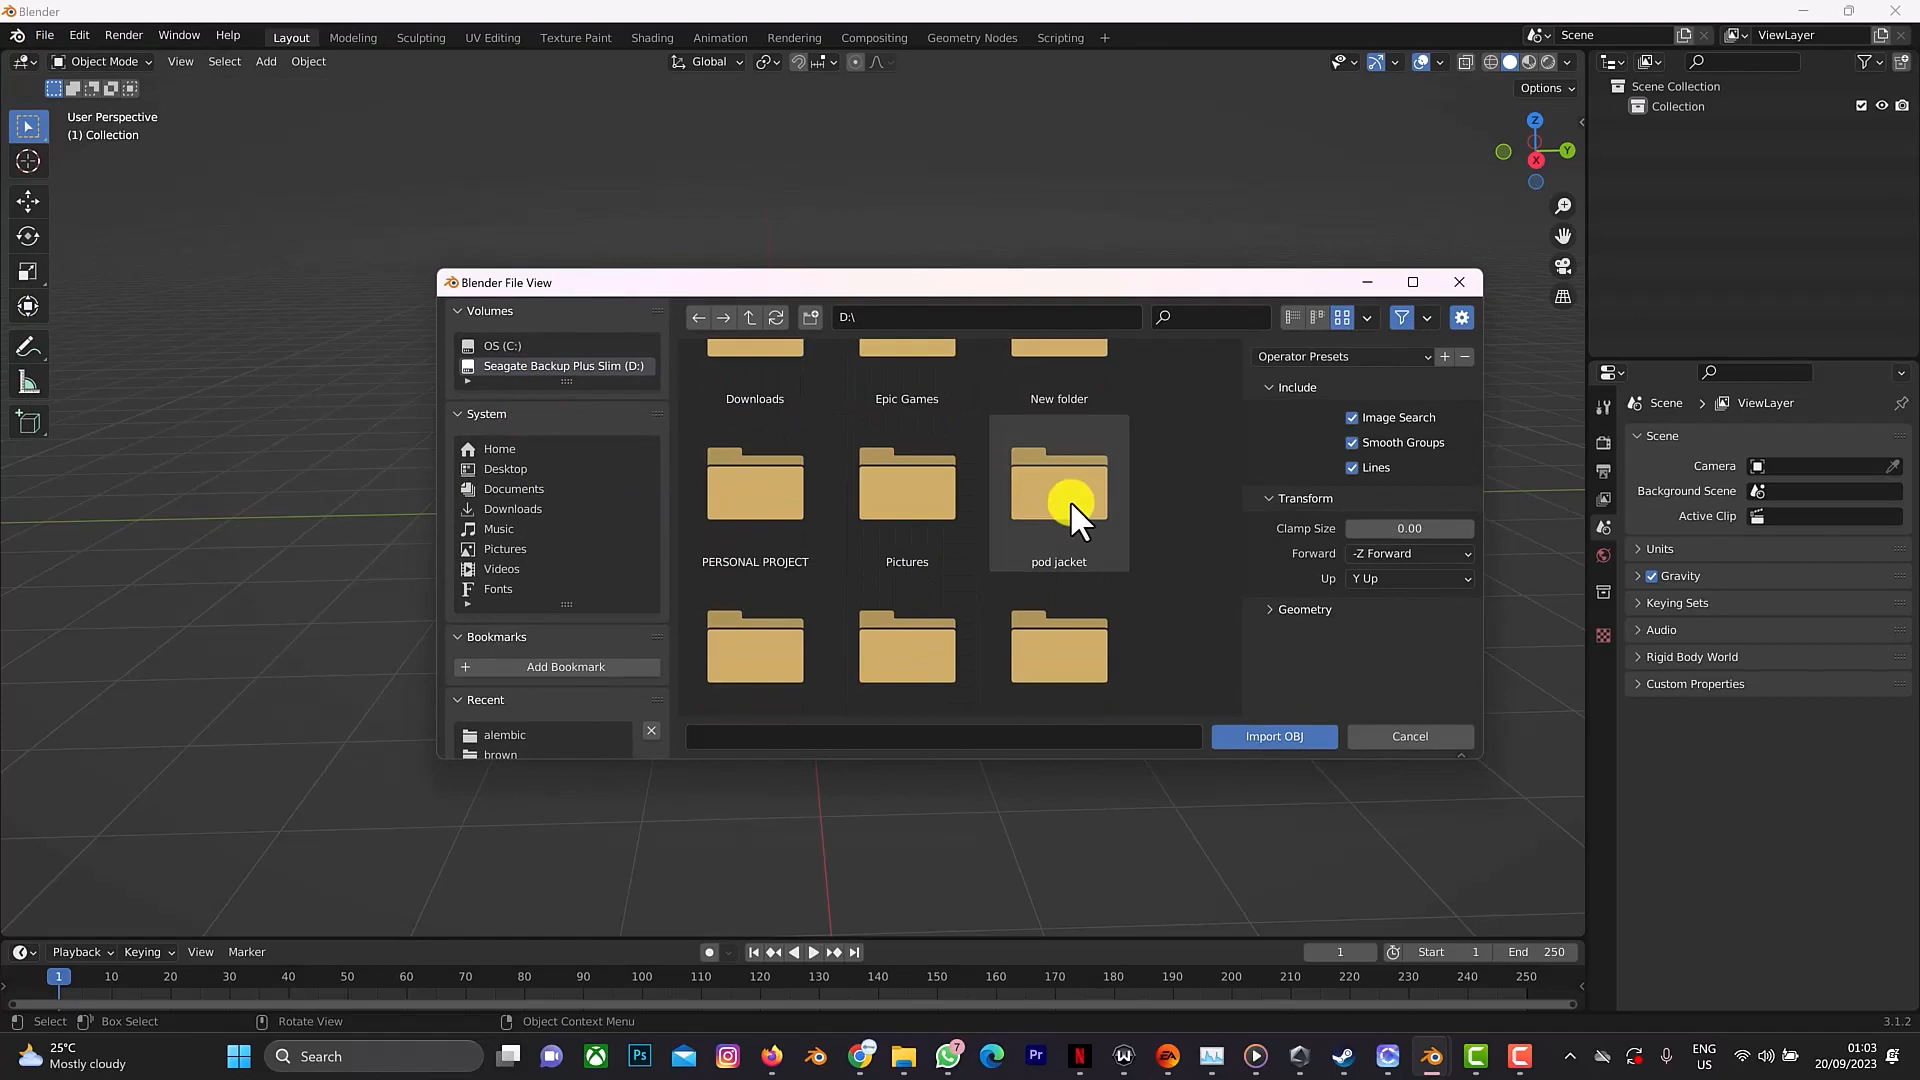 Blender
File Edit Render Window Help Layout Modeling Sculpting UV Editing Texture Paint Shading Animation Rendering Compositing Geometry Nodes Scripting + Scene ViewLayer
Object Mode View Select Add Object Global
Options
User Perspective
(1) Collection
Z
Y
X
Scene Collection
Collection
Blender File View
Volumes
OS (C:)
Seagate Backup Plus Slim (D:)
System
Home
Desktop
Documents
Downloads
Music
Pictures
Videos
Fonts
Bookmarks
Add Bookmark
Recent
alembic
brown
D:\
Downloads Epic Games New folder
PERSONAL PROJECT Pictures pod jacket
Operator Presets
Include
Image Search
Smooth Groups
Lines
Transform
Clamp Size 0.00
Forward -Z Forward
Up Y Up
Geometry
Import OBJ Cancel
Scene ViewLayer
Scene
Camera
Background Scene
Active Clip
Units
Gravity
Keying Sets
Audio
Rigid Body World
Custom Properties
Playback Keying View Marker 1 Start 1 End 250
1 10 20 30 40 50 60 70 80 90 100 110 120 130 140 150 160 170 180 190 200 210 220 230 240 250
Select Box Select Rotate View Object Context Menu 3.1.2
25°C
Mostly cloudy
Search
Ps
7
Pr
N
EA
C
C
ENG
US
01:03
20/09/2023